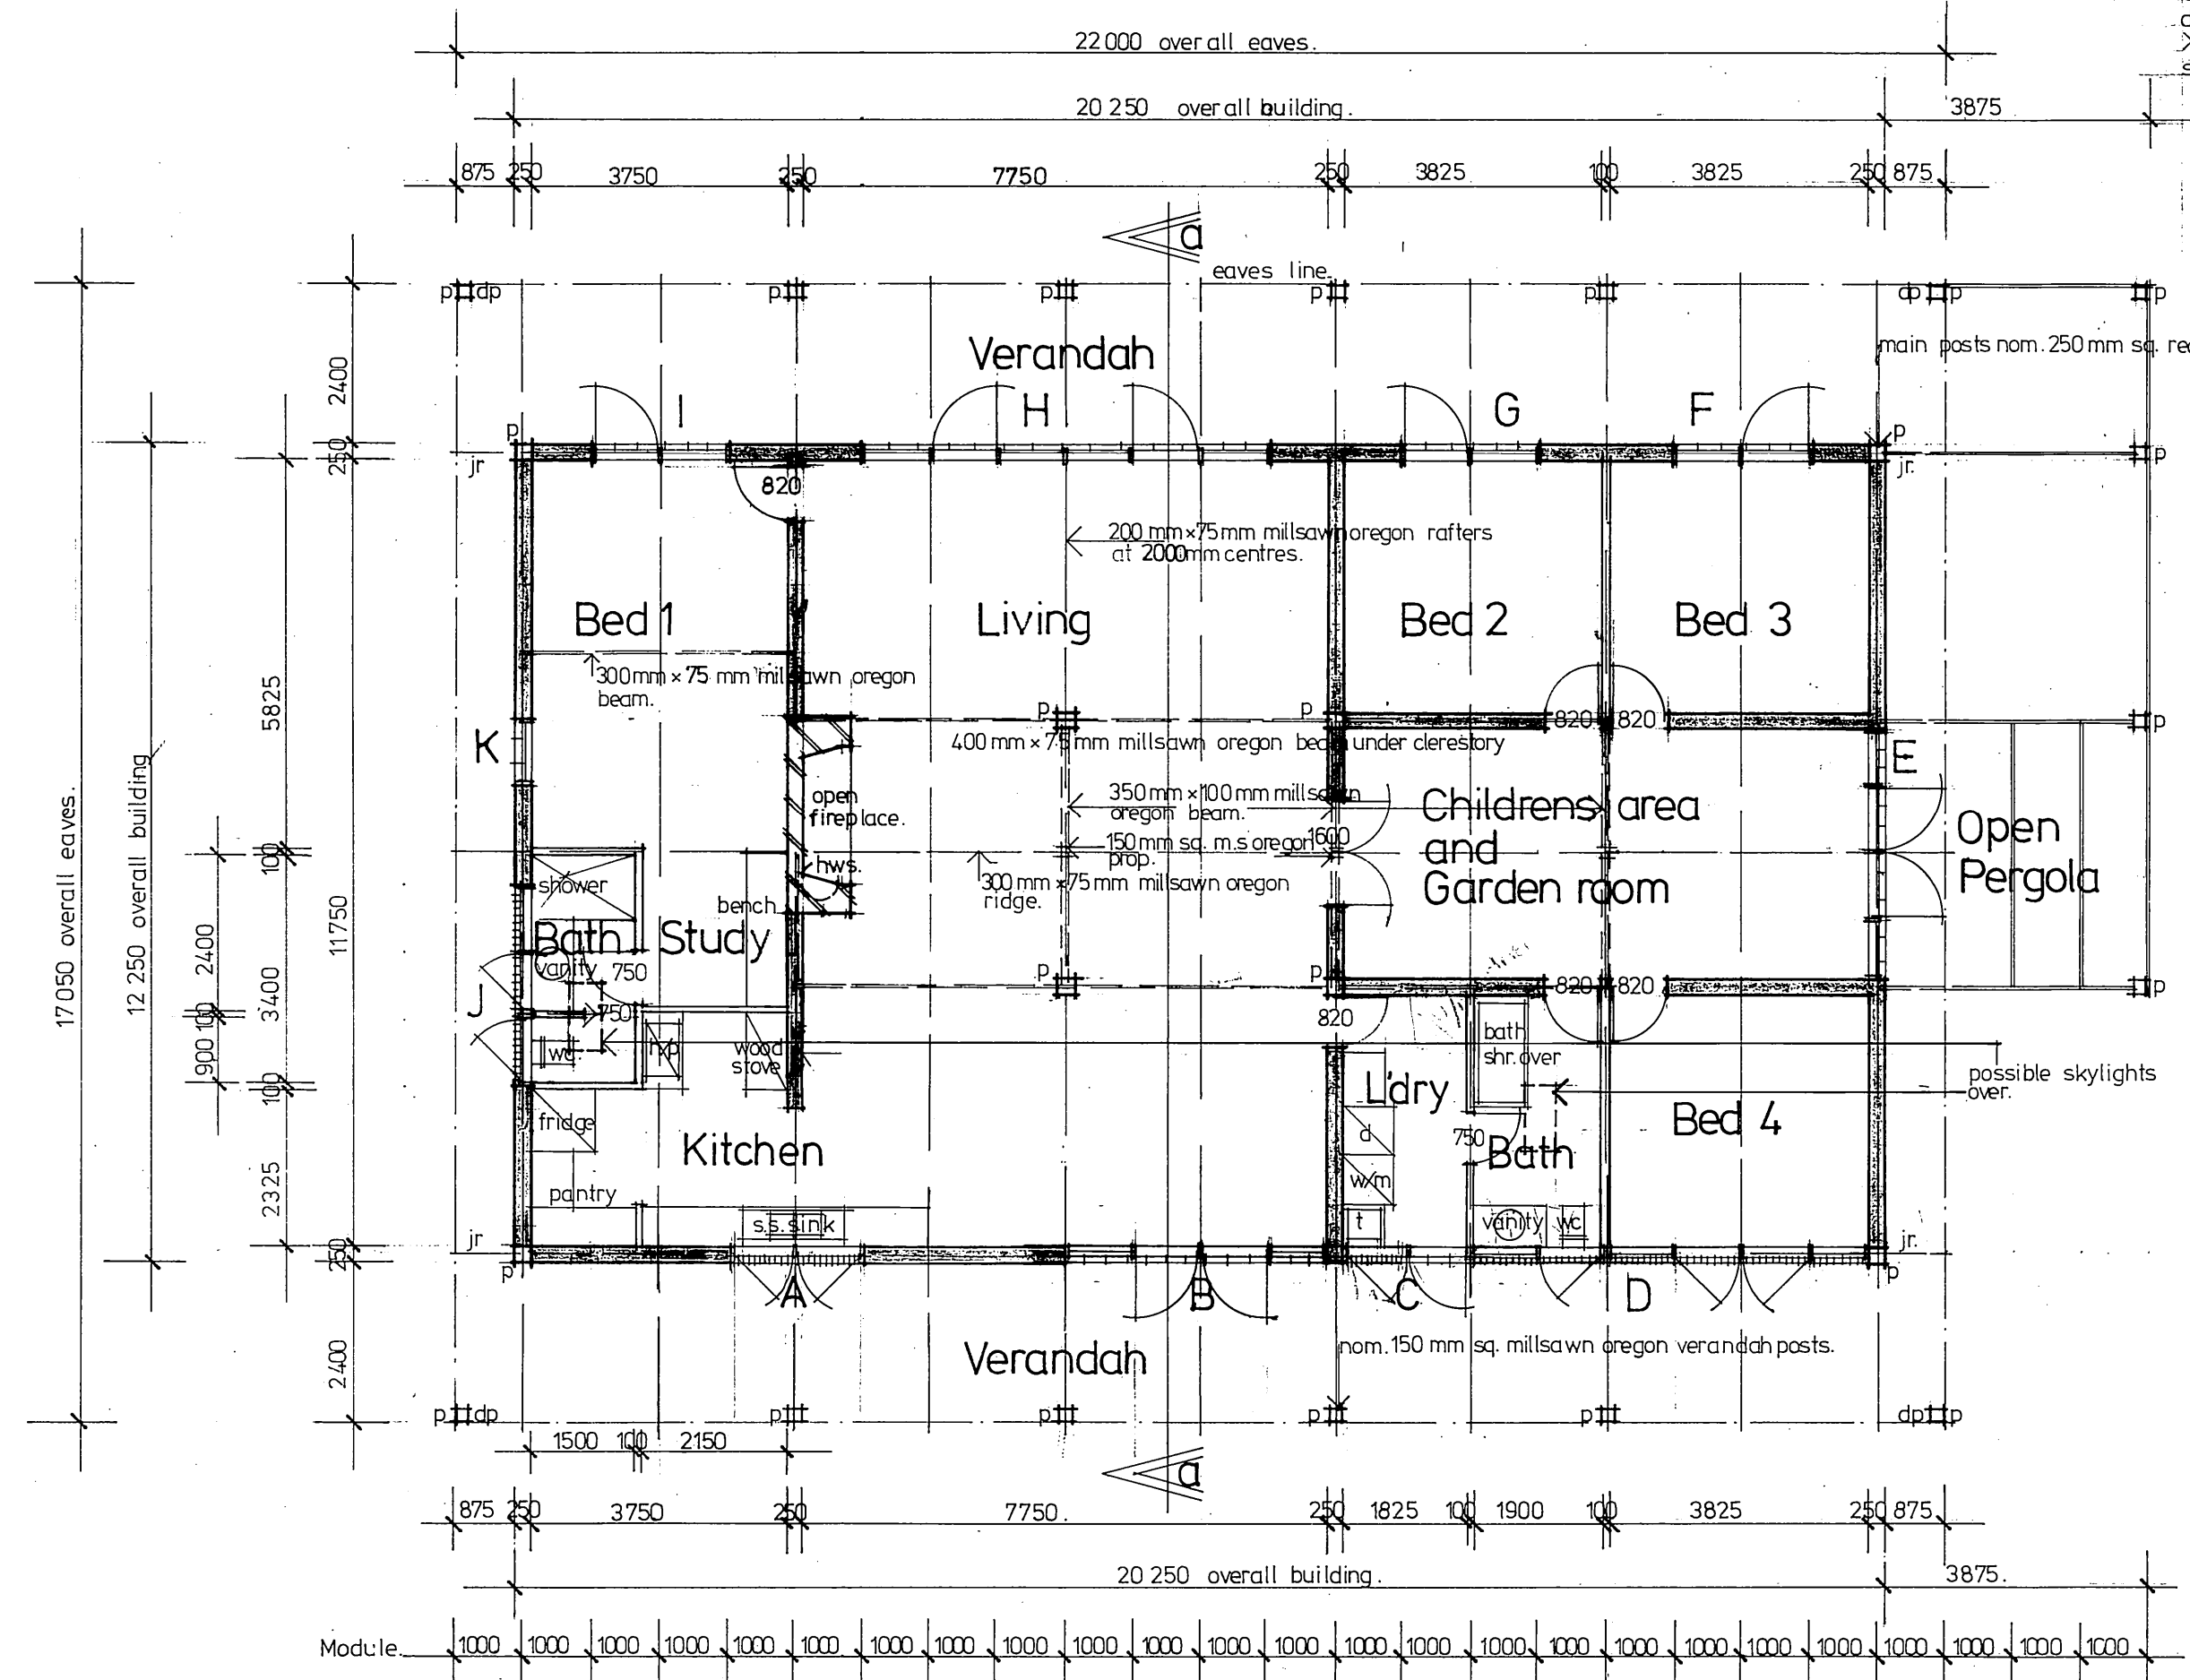 22000 overall eaves.
20 250 overall building. 3875
875 250 3750 250 7750 250 3825 100 3825 250 875
a
eaves line.
p dp p p p p dp p p
Verandah
main posts nom. 250 mm sq.
2400
I H G F
p p p
250 jr jr.
820
200 mm × 75 mm millsawn oregon rafters
at 2000mm centres.
Bed 1 Living Bed 2 Bed 3
300mm × 75 mm millsawn oregon
beam.
5825
p p 820 820 p
400 mm × 75 mm millsawn oregon beam under clerestory
K E
17 050 overall eaves.
12 250 overall building
open
fireplace.
350 mm × 100 mm millsawn
oregon beam.
Childrens area
and
Garden room
Open
Pergola
1600
150 mm sq. m.s oregon
prop.
100
hws.
300 mm × 75 mm millsawn oregon
ridge.
shower
bench
11750
2400
Bath Study
vanity 750
3400
p p 820 820 p
J
750
820
900 100
wc
wood
stove
bath
shr. over
L'dry
possible skylights
over.
100
fridge
d
750
Bath
Bed 4
Kitchen
w/m
2325
pantry
s.s. sink
t
vanity wc
jr jr.
250
p p
A B C D
nom. 150 mm sq. millsawn oregon verandah posts.
Verandah
2400
p dp p p p p dp p
1500 100 2150
a
875 250 3750 250 7750. 250 1825 100 1900 100 3825 250 875
20 250 overall building. 3875.
Module. 1000 1000 1000 1000 1000 1000 1000 1000 1000 1000 1000 1000 1000 1000 1000 1000 1000 1000 1000 1000 1000 1000 1000 1000 1000